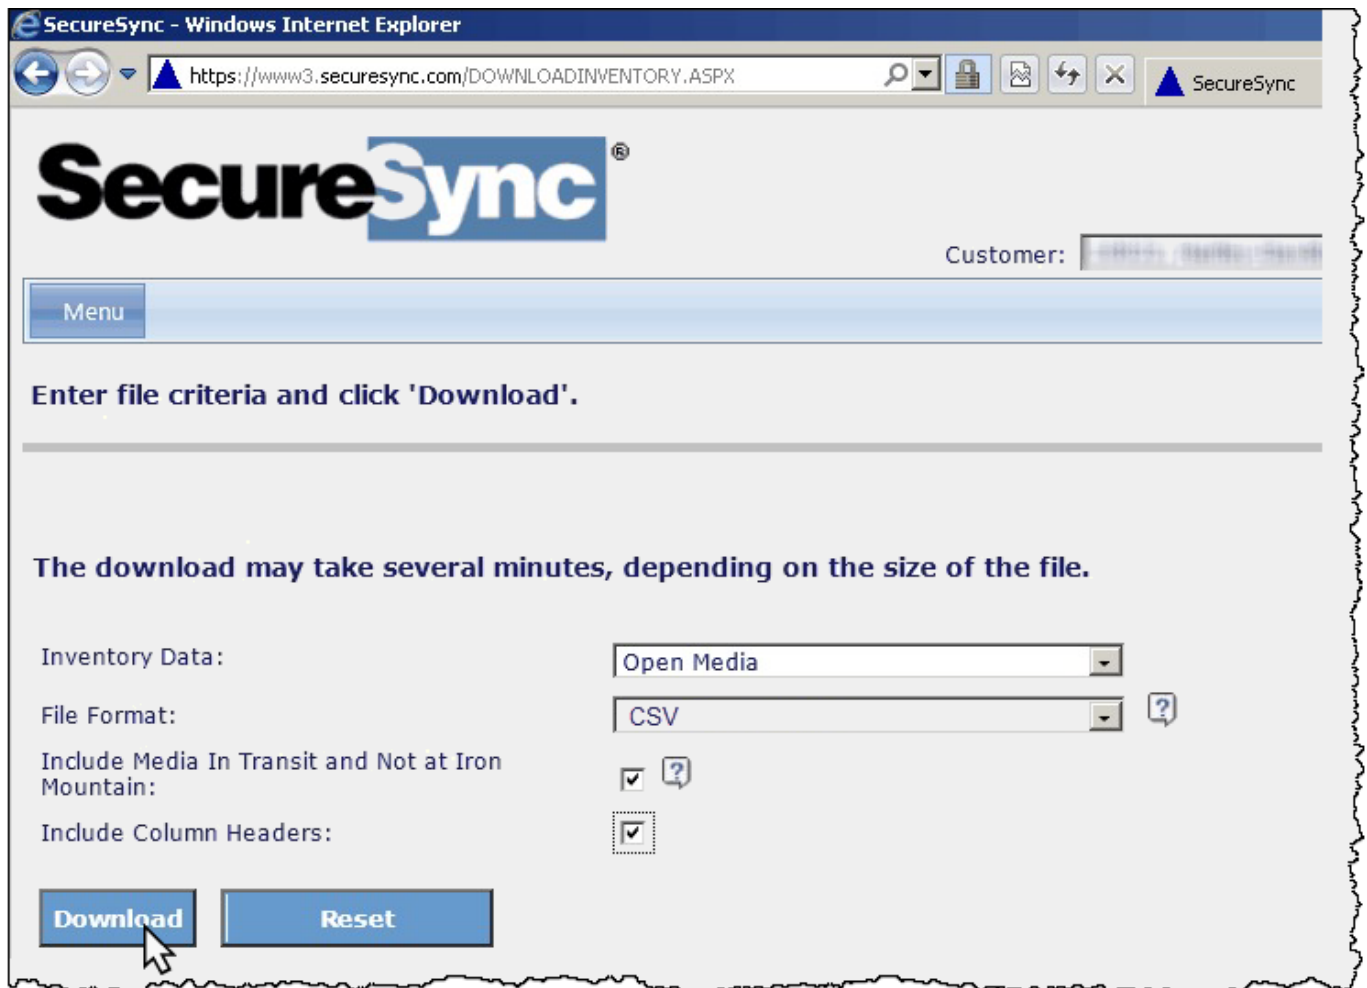 SecureSync - Windows Internet Explorer
https://www3.securesync.com/DOWNLOADINVENTORY.ASPX
SecureSync
SecureSync®
Customer:
Menu
Enter file criteria and click 'Download'.
The download may take several minutes, depending on the size of the file.
Inventory Data:
Open Media
File Format:
CSV
?
Include Media In Transit and Not at Iron
Mountain:
?
Include Column Headers:
Download
Reset